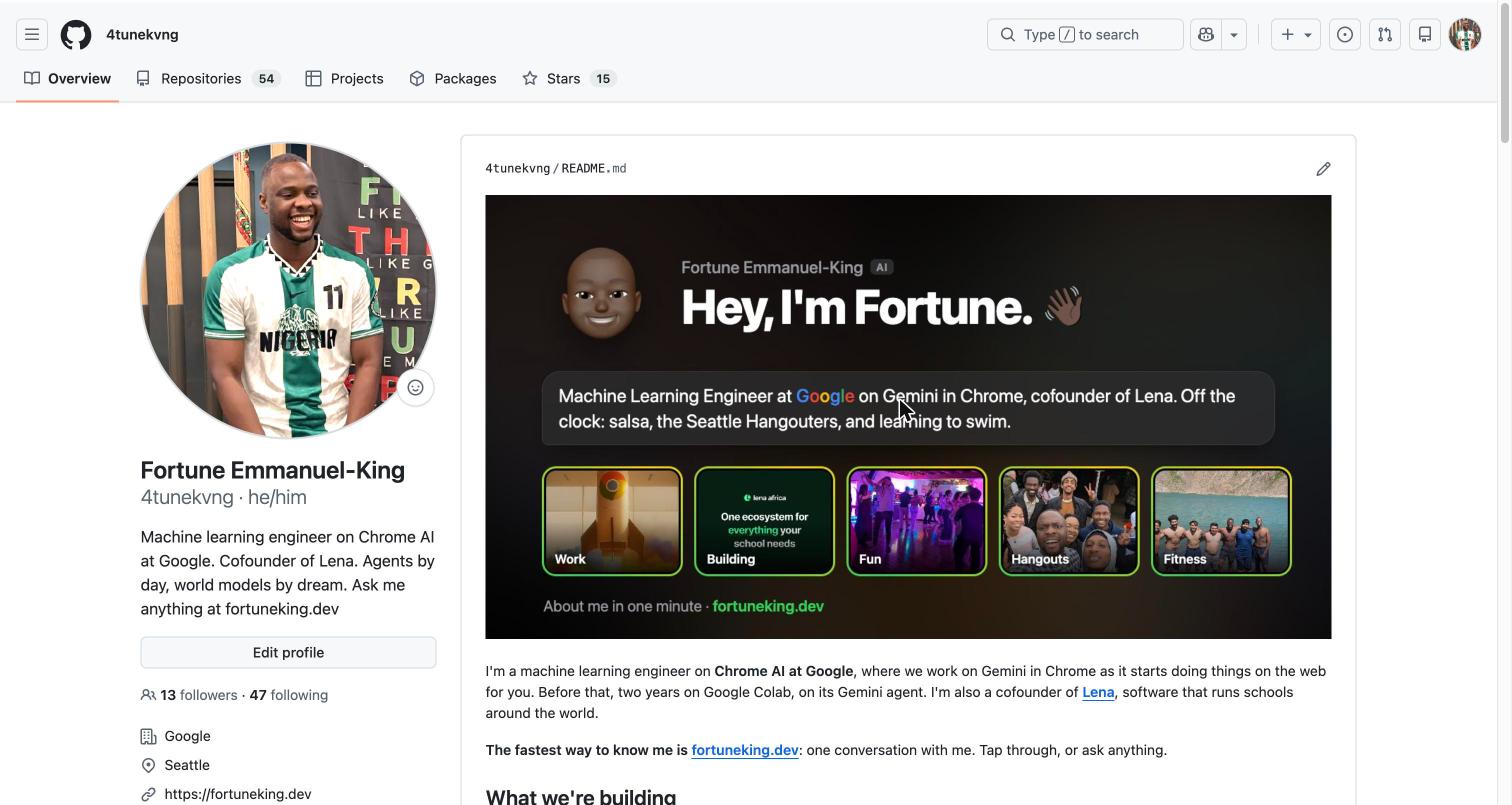 4tunekvng
Type / to search
Overview
Repositories 54
Projects
Packages
Stars 15
4tunekvng / README.md
Fortune Emmanuel-King AI
Hey, I'm Fortune.
Machine Learning Engineer at Google on Gemini in Chrome, cofounder of Lena. Off the
clock: salsa, the Seattle Hangouters, and learning to swim.
lena africa
One ecosystem for
everything your
school needs
Work
Building
Fun
Hangouts
Fitness
About me in one minute · fortuneking.dev
LIKE
LIKE G
LIKE
11
NIGERIA
Fortune Emmanuel-King
4tunekvng · he/him
Machine learning engineer on Chrome AI
at Google. Cofounder of Lena. Agents by
day, world models by dream. Ask me
anything at fortuneking.dev
Edit profile
13 followers · 47 following
Google
Seattle
https://fortuneking.dev
I'm a machine learning engineer on Chrome AI at Google, where we work on Gemini in Chrome as it starts doing things on the web
for you. Before that, two years on Google Colab, on its Gemini agent. I'm also a cofounder of Lena, software that runs schools
around the world.
The fastest way to know me is fortuneking.dev: one conversation with me. Tap through, or ask anything.
What we're building